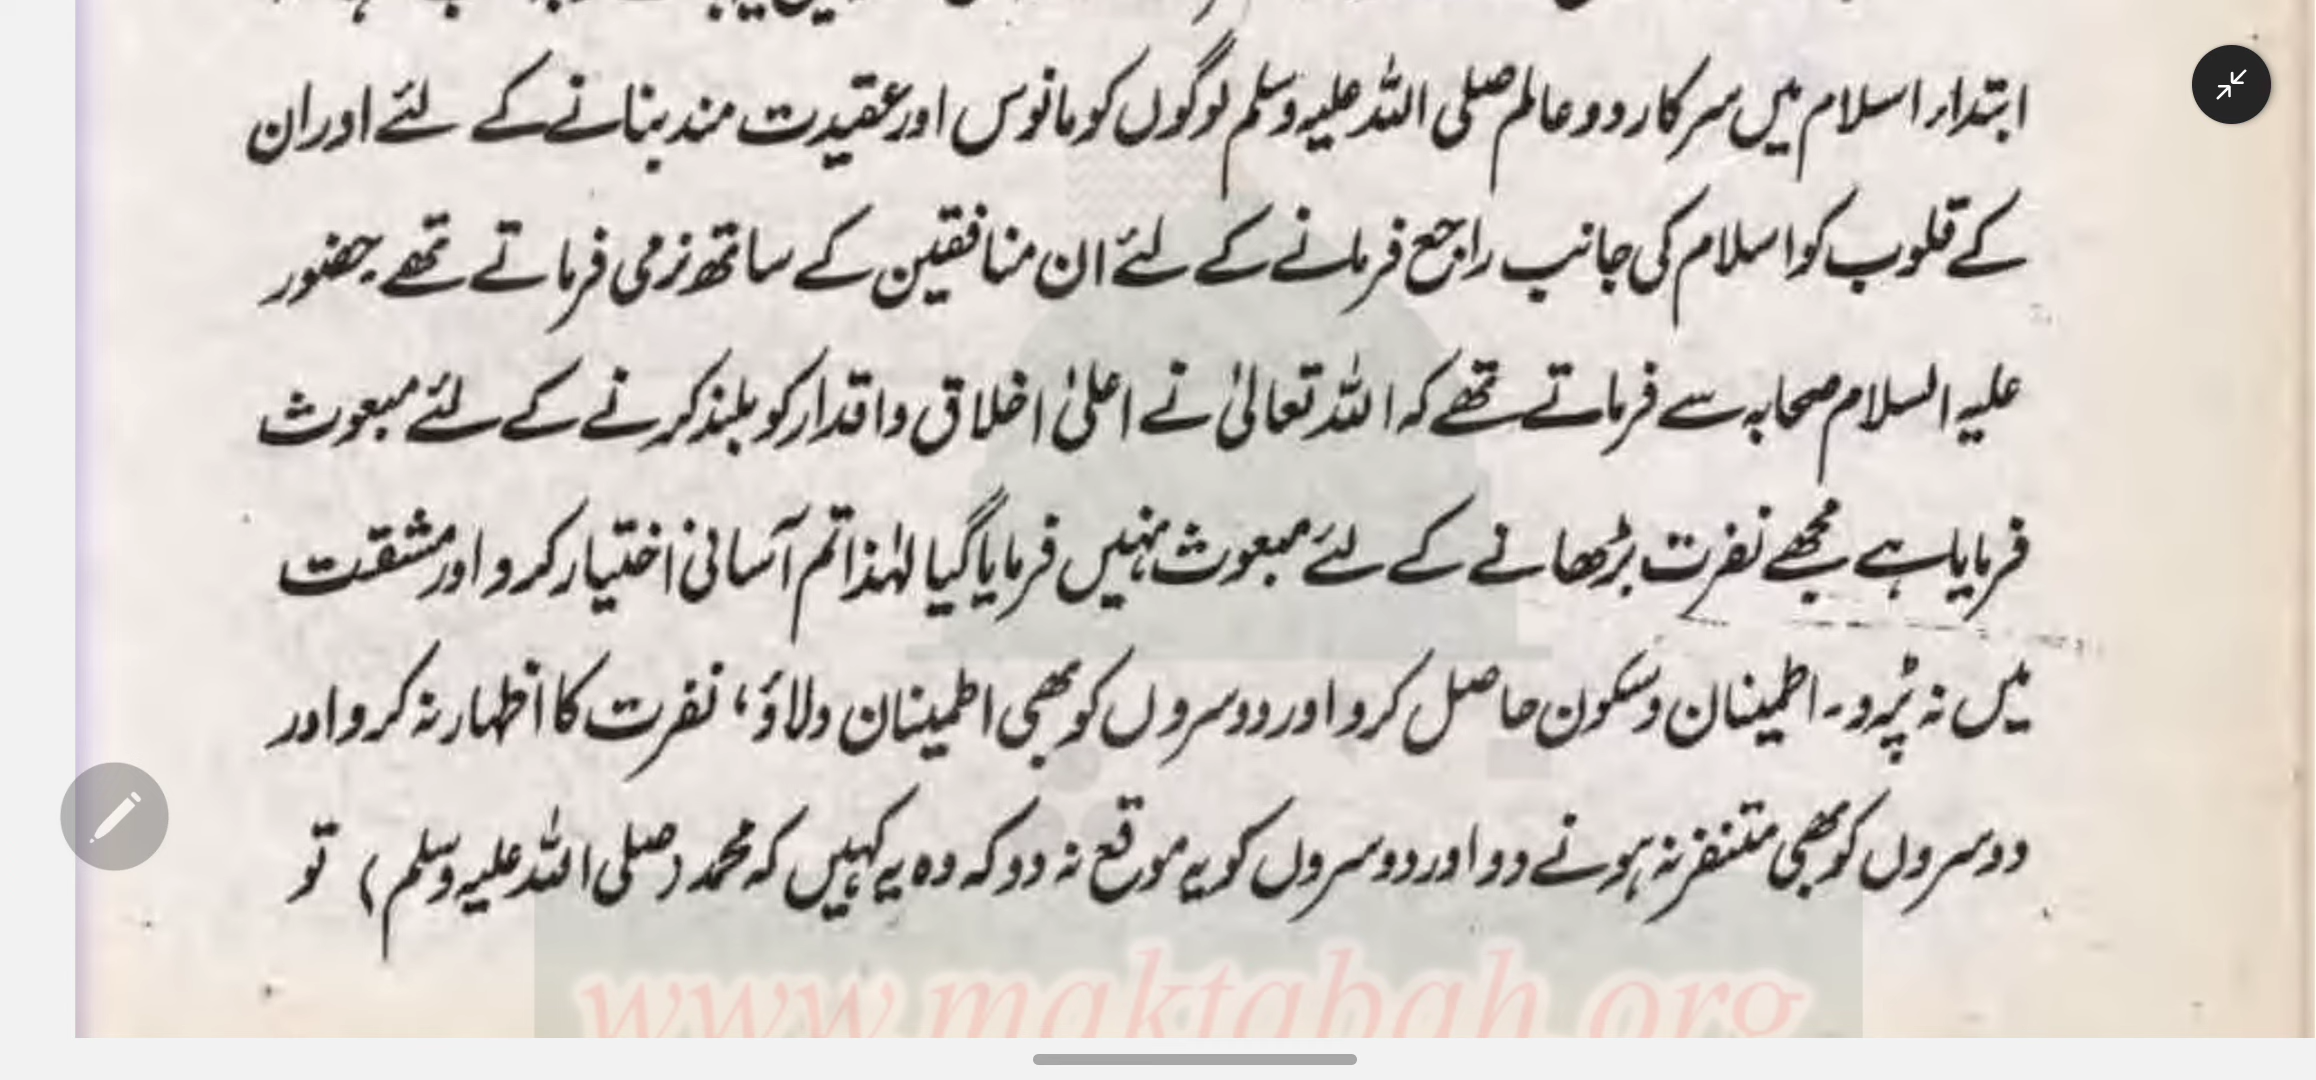 ابتداء اسلام میں سرکار دو عالم صلی اللہ علیہ وسلم لوگوں کو مانوس اور عقیدت مند بنانے کے لئے اور ان
کے قلوب کو اسلام کی جانب راجع فرمانے کے لئے ان منافقین کے ساتھ نرمی فرماتے تھے۔ حضور
علیہ السلام صحابہ سے فرماتے تھے کہ اللہ تعالیٰ نے اعلیٰ اخلاق و اقدار کو بلند کرنے کے لئے مبعوث
فرمایا ہے مجھے نفرت بڑھانے کے لئے مبعوث نہیں فرمایا گیا لہٰذا تم آسانی اختیار کرو اور مشقت
میں نہ پڑو۔ اطمینان و سکون حاصل کرو اور دوسروں کو بھی اطمینان دلاؤ، نفرت کا اظہار نہ کرو اور
دوسروں کو بھی متنفر نہ ہونے دو اور دوسروں کو یہ موقع نہ دو کہ وہ یہ کہیں کہ محمد (صلی اللہ علیہ وسلم) تو
www.maktabah.org